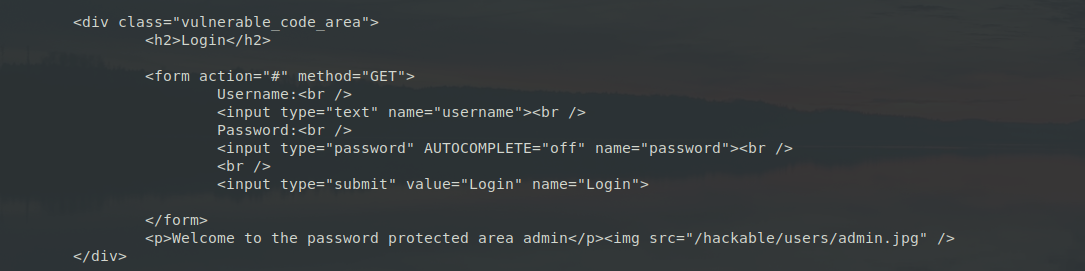 <div class="vulnerable_code_area">
<h2>Login</h2>
<form action="#" method="GET">
Username:<br />
<input type="text" name="username"><br />
Password:<br />
<input type="password" AUTOCOMPLETE="off" name="password"><br />
<br />
<input type="submit" value="Login" name="Login">
</form>
<p>Welcome to the password protected area admin</p><img src="/hackable/users/admin.jpg" />
</div>